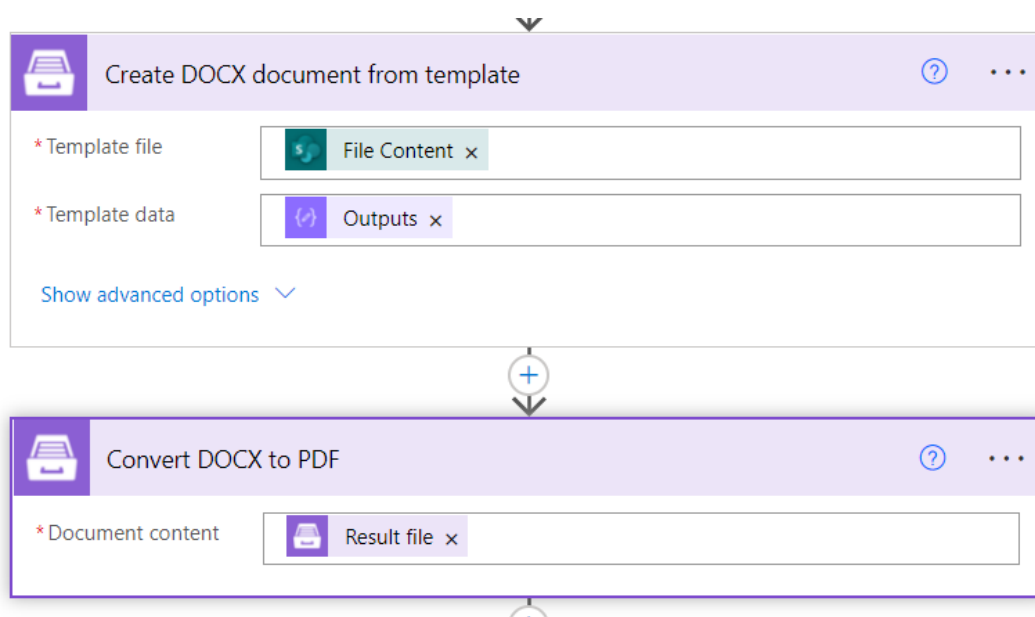 Create DOCX document from template
* Template file
File Content ×
* Template data
Outputs ×
Show advanced options
Convert DOCX to PDF
* Document content
Result file ×